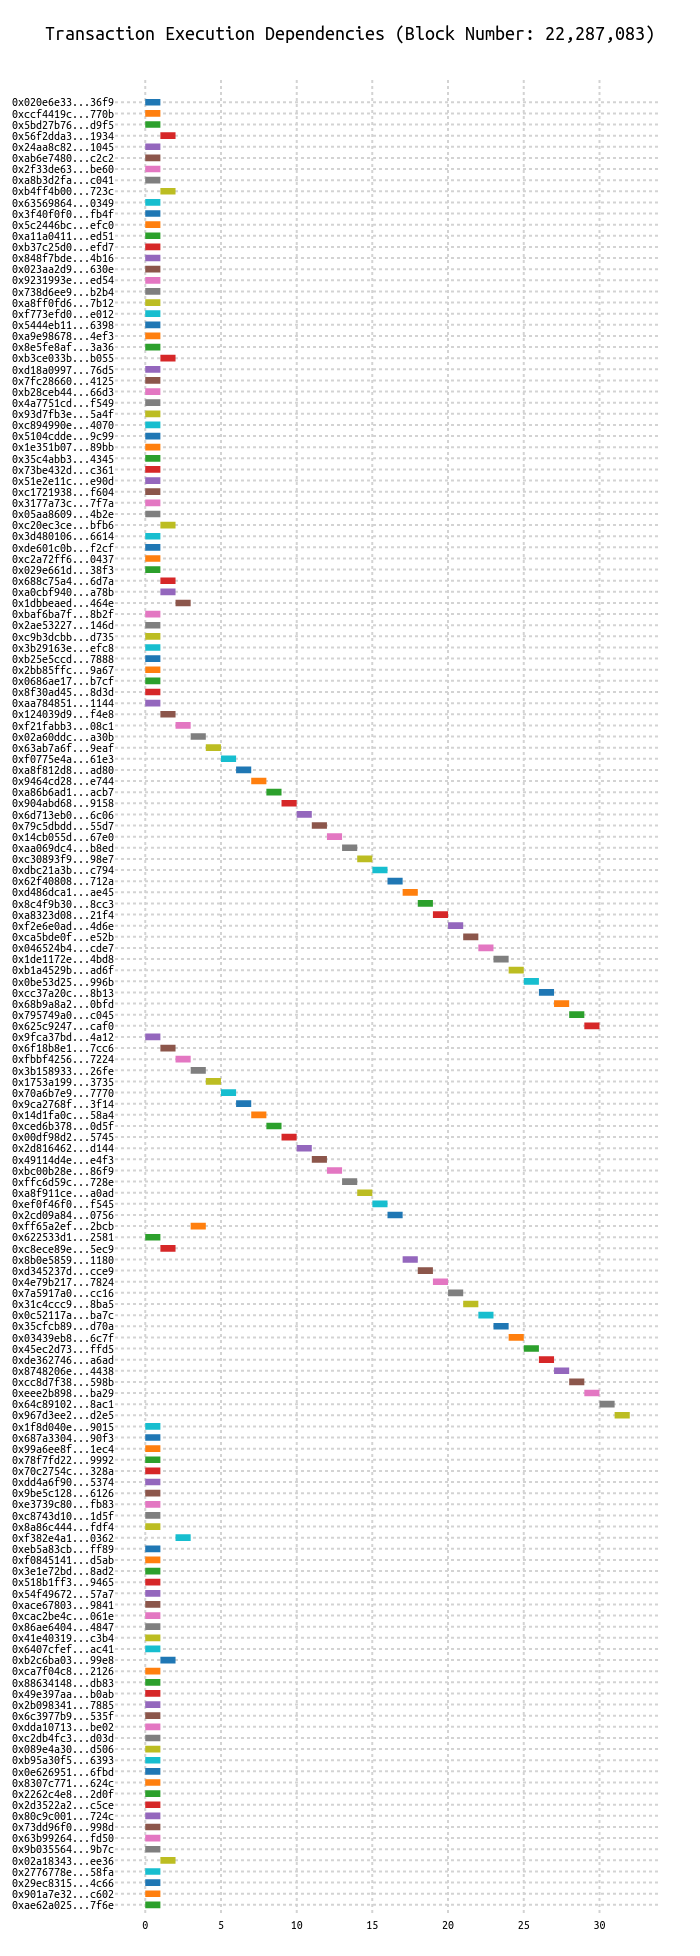 Transaction Execution Dependencies (Block Number: 22,287,083)
0x020e6e33...36f9
0xccf4419c...770b
0x5bd27b76...d9f5
0x56f2dda3...1934
0x24aa8c82...1045
0xab6e7480...c2c2
0x2f33de63...be60
0xa8b3d2fa...c041
0xb4ff4b00...723c
0x63569864...0349
0x3f40f0f0...fb4f
0x5c2446bc...efc0
0xa11a0411...ed51
0xb37c25d0...efd7
0x848f7bde...4b16
0x023aa2d9...630e
0x9231993e...ed54
0x738d6ee9...b2b4
0xa8ff0fd6...7b12
0xf773efd0...e012
0x5444eb11...6398
0xa9e98678...4ef3
0x8e5fe8af...3a36
0xb3ce033b...b055
0xd18a0997...76d5
0x7fc28660...4125
0xb28ceb44...66d3
0x4a7751cd...f549
0x93d7fb3e...5a4f
0xc894990e...4070
0x5104cdde...9c99
0x1e351b07...89bb
0x35c4abb3...4345
0x73be432d...c361
0x51e2e11c...e90d
0xc1721938...f604
0x3177a73c...7f7a
0x05aa8609...4b2e
0xc20ec3ce...bfb6
0x3d480106...6614
0xde601c0b...f2cf
0xc2a72ff6...0437
0x029e661d...38f3
0x688c75a4...6d7a
0xa0cbf940...a78b
0x1dbbeaed...464e
0xbaf6ba7f...8b2f
0x2ae53227...146d
0xc9b3dcbb...d735
0x3b29163e...efc8
0xb25e5ccd...7888
0x2bb85ffc...9a67
0x0686ae17...b7cf
0x8f30ad45...8d3d
0xaa784851...1144
0x124039d9...f4e8
0xf21fabb3...08c1
0x02a60ddc...a30b
0x63ab7a6f...9eaf
0xf0775e4a...61e3
0xa8f812d8...ad80
0x9464cd28...e744
0xa86b6ad1...acb7
0x904abd68...9158
0x6d713eb0...6c06
0x79c5dbdd...55d7
0x14cb055d...67e0
0xaa069dc4...b8ed
0xc30893f9...98e7
0xdbc21a3b...c794
0x62f40808...712a
0xd486dca1...ae45
0x8c4f9b30...8cc3
0xa8323d08...21f4
0xf2e6e0ad...4d6e
0xca5bde0f...e52b
0x046524b4...cde7
0x1de1172e...4bd8
0xb1a4529b...ad6f
0x0be53d25...996b
0xcc37a20c...8b13
0x68b9a8a2...0bfd
0x795749a0...c045
0x625c9247...caf0
0x9fca37bd...4a12
0x6f18b8e1...7cc6
0xfbbf4256...7224
0x3b158933...26fe
0x1753a199...3735
0x70a6b7e9...7770
0x9ca2768f...3f14
0x14d1fa0c...58a4
0xced6b378...0d5f
0x00df98d2...5745
0x2d816462...d144
0x49114d4e...e4f3
0xbc00b28e...86f9
0xffc6d59c...728e
0xa8f911ce...a0ad
0xef0f46f0...f545
0x2cd09a84...0756
0xff65a2ef...2bcb
0x622533d1...2581
0xc8ece89e...5ec9
0x8b0e5859...1180
0xd345237d...cce9
0x4e79b217...7824
0x7a5917a0...cc16
0x31c4ccc9...8ba5
0x0c52117a...ba7c
0x35cfcb89...d70a
0x03439eb8...6c7f
0x45ec2d73...ffd5
0xde362746...a6ad
0x8748206e...4438
0xcc8d7f38...598b
0xeee2b898...ba29
0x64c89102...8ac1
0x967d3ee2...d2e5
0x1f8d040e...9015
0x687a3304...90f3
0x99a6ee8f...1ec4
0x78f7fd22...9992
0x70c2754c...328a
0xdd4a6f90...5374
0x9be5c128...6126
0xe3739c80...fb83
0xc8743d10...1d5f
0x8a86c444...fdf4
0xf382e4a1...0362
0xeb5a83cb...ff89
0xf0845141...d5ab
0x3e1e72bd...8ad2
0x518b1ff3...9465
0x54f49672...57a7
0xace67803...9841
0xcac2be4c...061e
0x86ae6404...4847
0x41e40319...c3b4
0x6407cfef...ac41
0xb2c6ba03...99e8
0xca7f04c8...2126
0x88634148...db83
0x49e397aa...b0ab
0x2b098341...7885
0x6c3977b9...535f
0xdda10713...be02
0xc2db4fc3...d03d
0x089e4a30...d506
0xb95a30f5...6393
0x0e626951...6fbd
0x8307c771...624c
0x2262c4e8...2d0f
0x2d3522a2...c5ce
0x80c9c001...724c
0x73dd96f0...998d
0x63b99264...fd50
0x9b035564...9b7c
0x02a18343...ee36
0x2776778e...58fa
0x29ec8315...4c66
0x901a7e32...c602
0xae62a025...7f6e
0 5 10 15 20 25 30